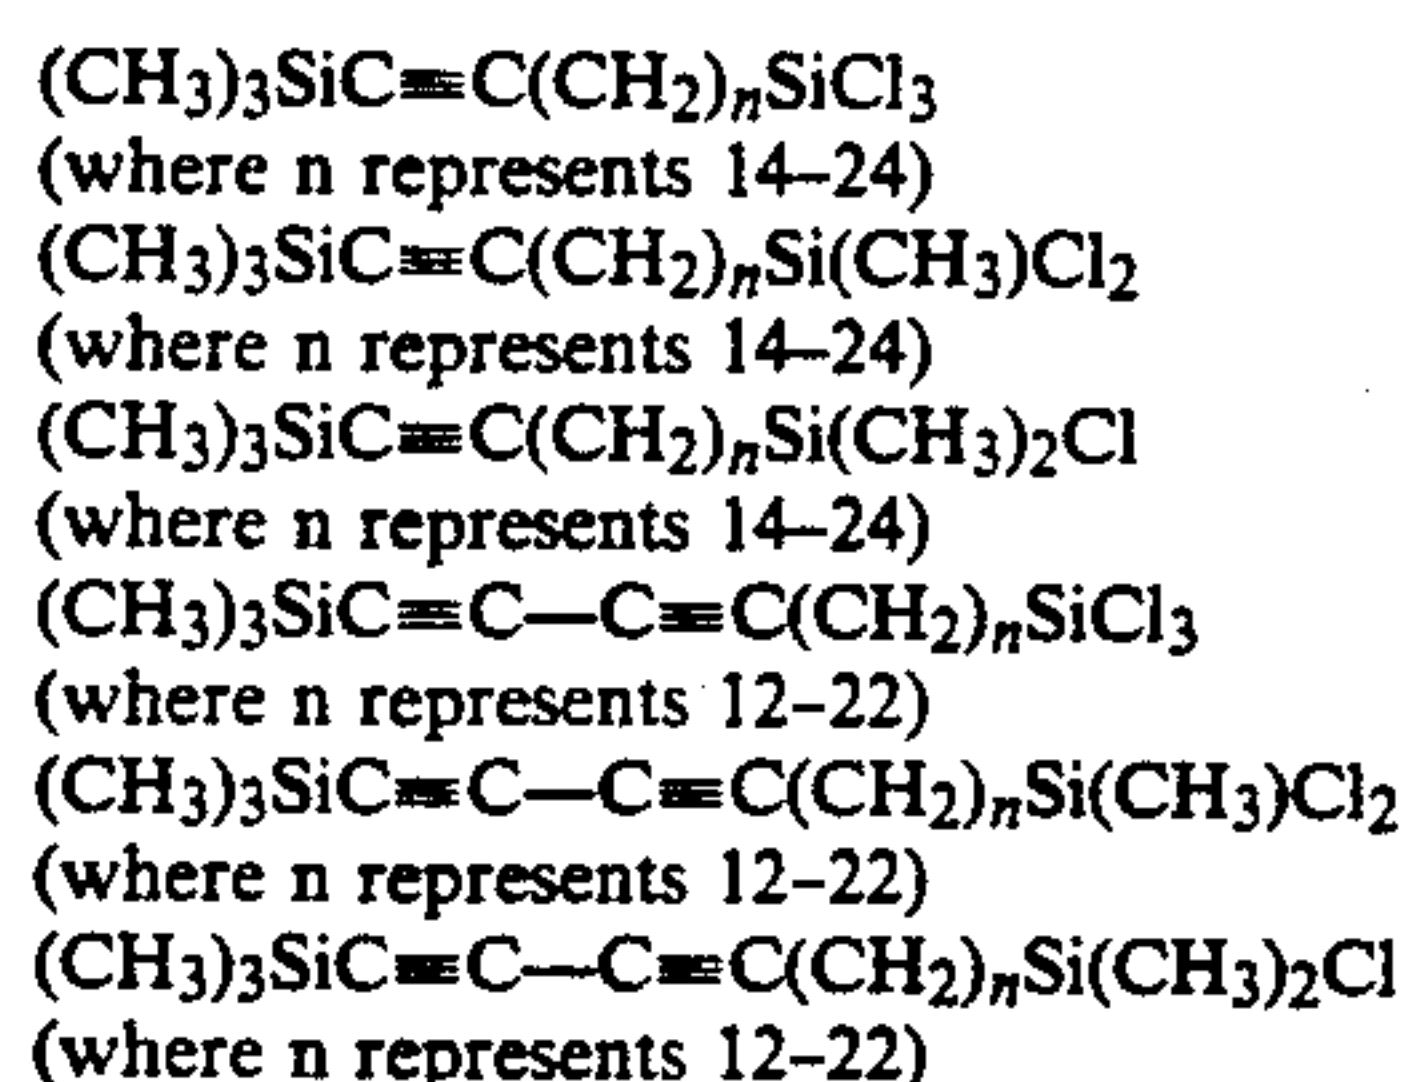 (CH₃)₃SiC≡C(CH₂)ₙSiCl₃
(where n represents 14–24)
(CH₃)₃SiC≡C(CH₂)ₙSi(CH₃)Cl₂
(where n represents 14–24)
(CH₃)₃SiC≡C(CH₂)ₙSi(CH₃)₂Cl
(where n represents 14–24)
(CH₃)₃SiC≡C—C≡C(CH₂)ₙSiCl₃
(where n represents 12–22)
(CH₃)₃SiC≡C—C≡C(CH₂)ₙSi(CH₃)Cl₂
(where n represents 12–22)
(CH₃)₃SiC≡C—C≡C(CH₂)ₙSi(CH₃)₂Cl
(where n represents 12–22)